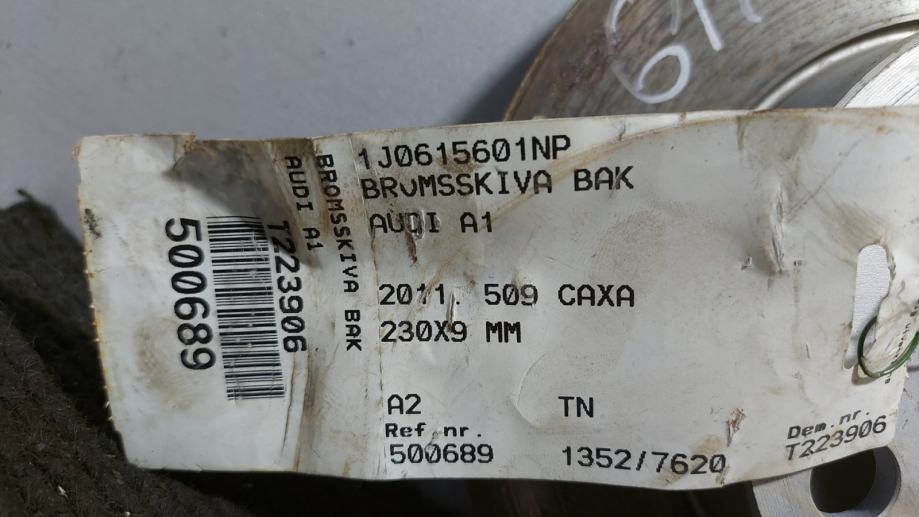 1J0615601NP
BROMSSKIVA BAK
AUDI A1
2011. 509 CAXA
230X9 MM
A2 TN
Ref.nr.
500689 1352/7620
Dem.nr.
T223906
BROMSSKIVA BAK
AUDI A1
T223906
500689